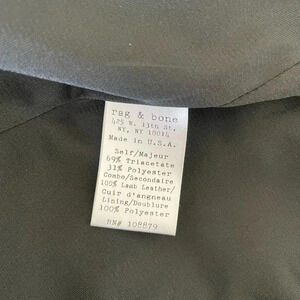 rag & bone
425 W. 13th St.
NY, NY 10014
Made in U.S.A.
Self/Majeur
69% Triacetate
31% Polyester
Combo/Secondaire
100% Lamb Leather/
Cuir d'angneau
Lining/Doublure
100% Polyester
RN# 108879